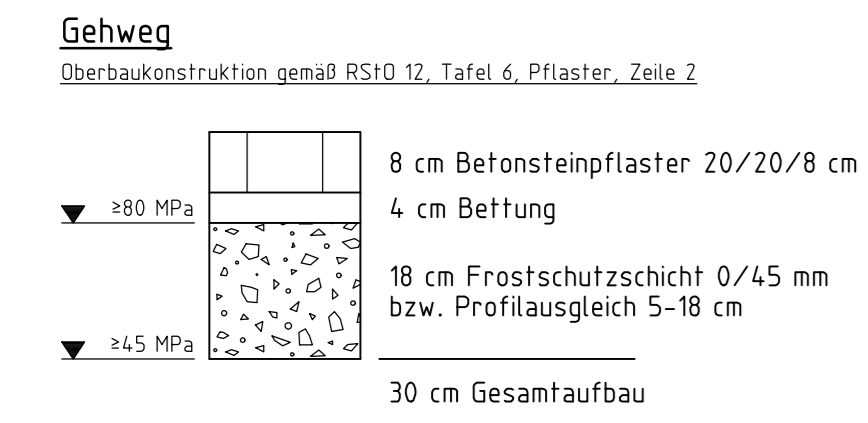 Gehweg
Oberbaukonstruktion gemäß RStO 12, Tafel 6, Pflaster, Zeile 2
8 cm Betonsteinpflaster 20/20/8 cm
≥80 MPa
4 cm Bettung
18 cm Frostschutzschicht 0/45 mm
bzw. Profilausgleich 5-18 cm
≥45 MPa
30 cm Gesamtaufbau